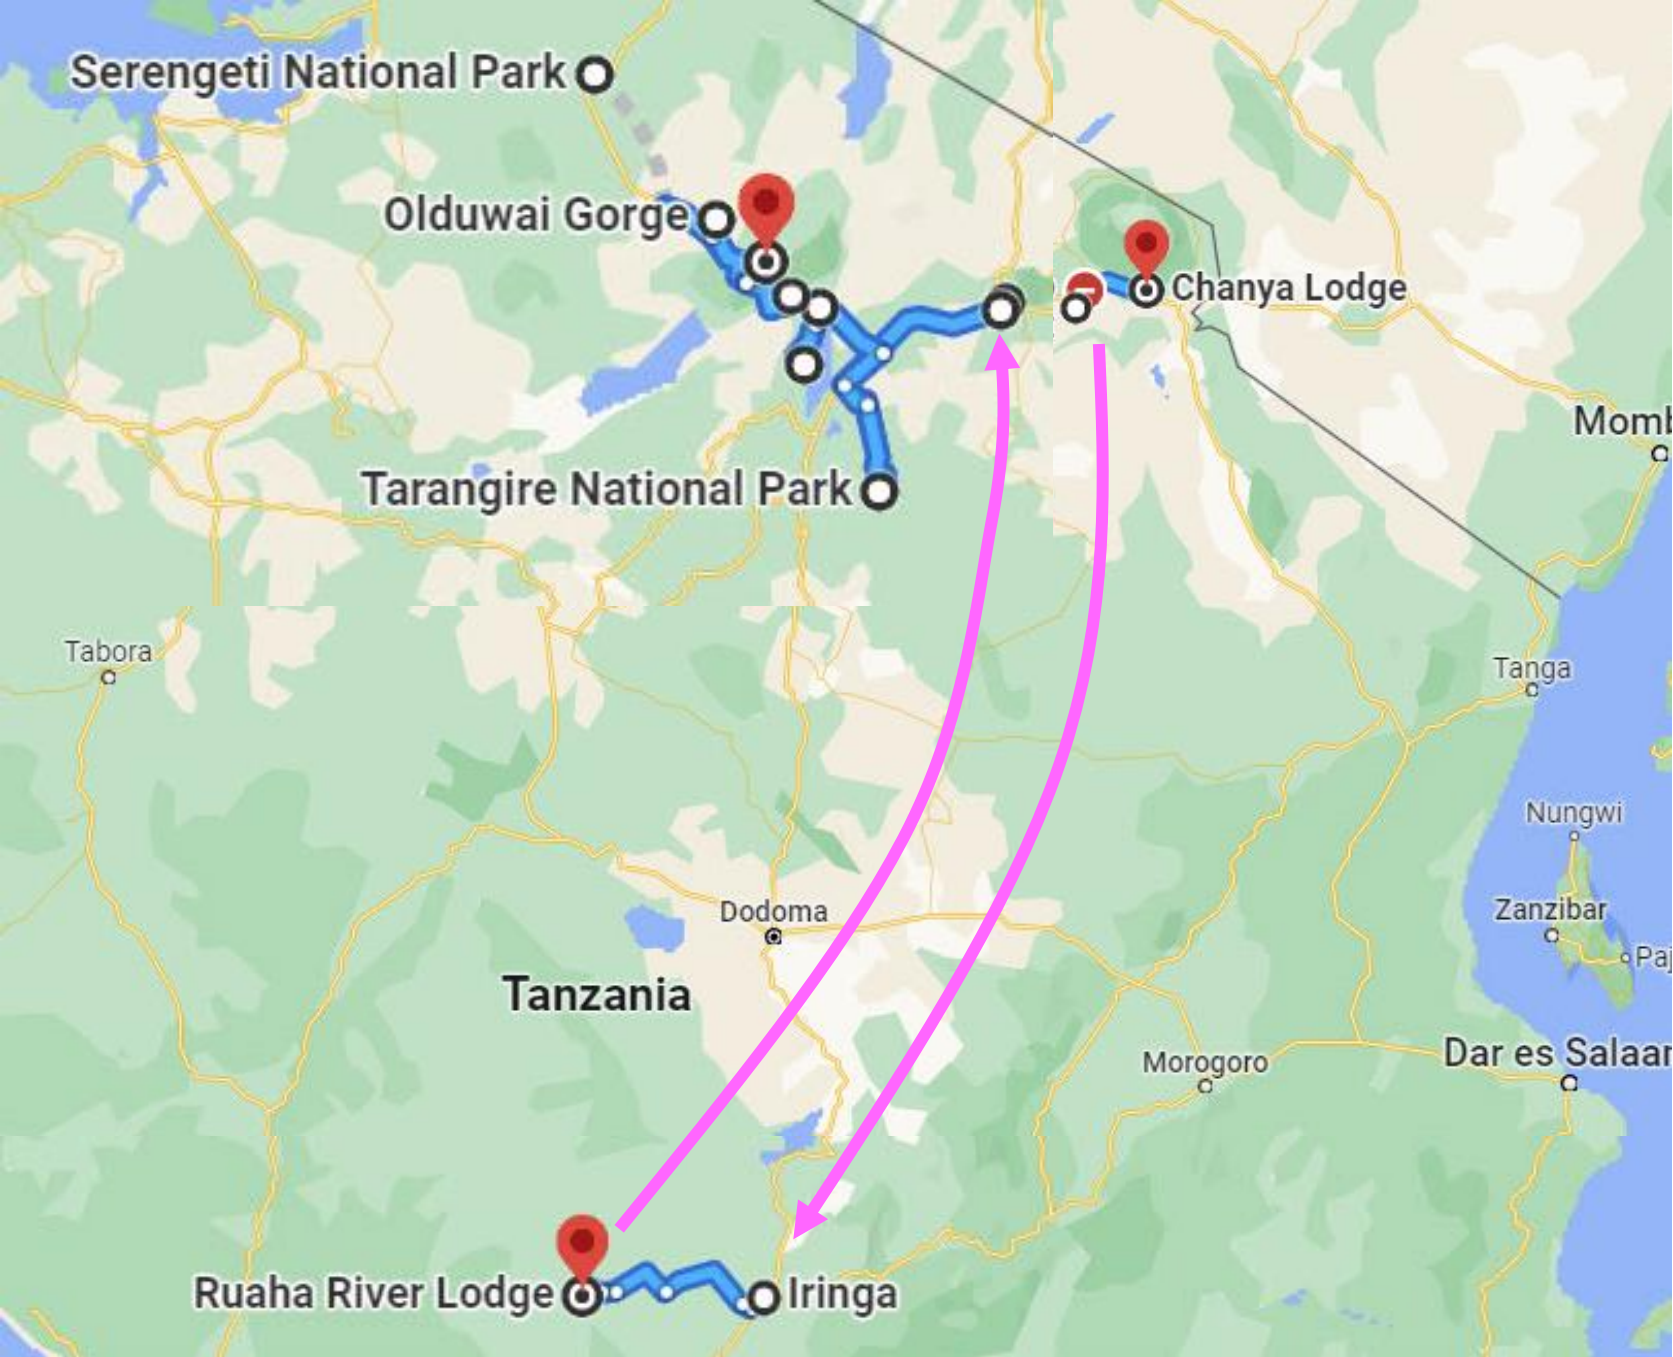 Serengeti National Park
Olduwai Gorge
Chanya Lodge
Momb
Tarangire National Park
Tabora
Tanga
Nungwi
Dodoma
Zanzibar
Paj
Tanzania
Morogoro
Dar es Salaar
Ruaha River Lodge
Iringa